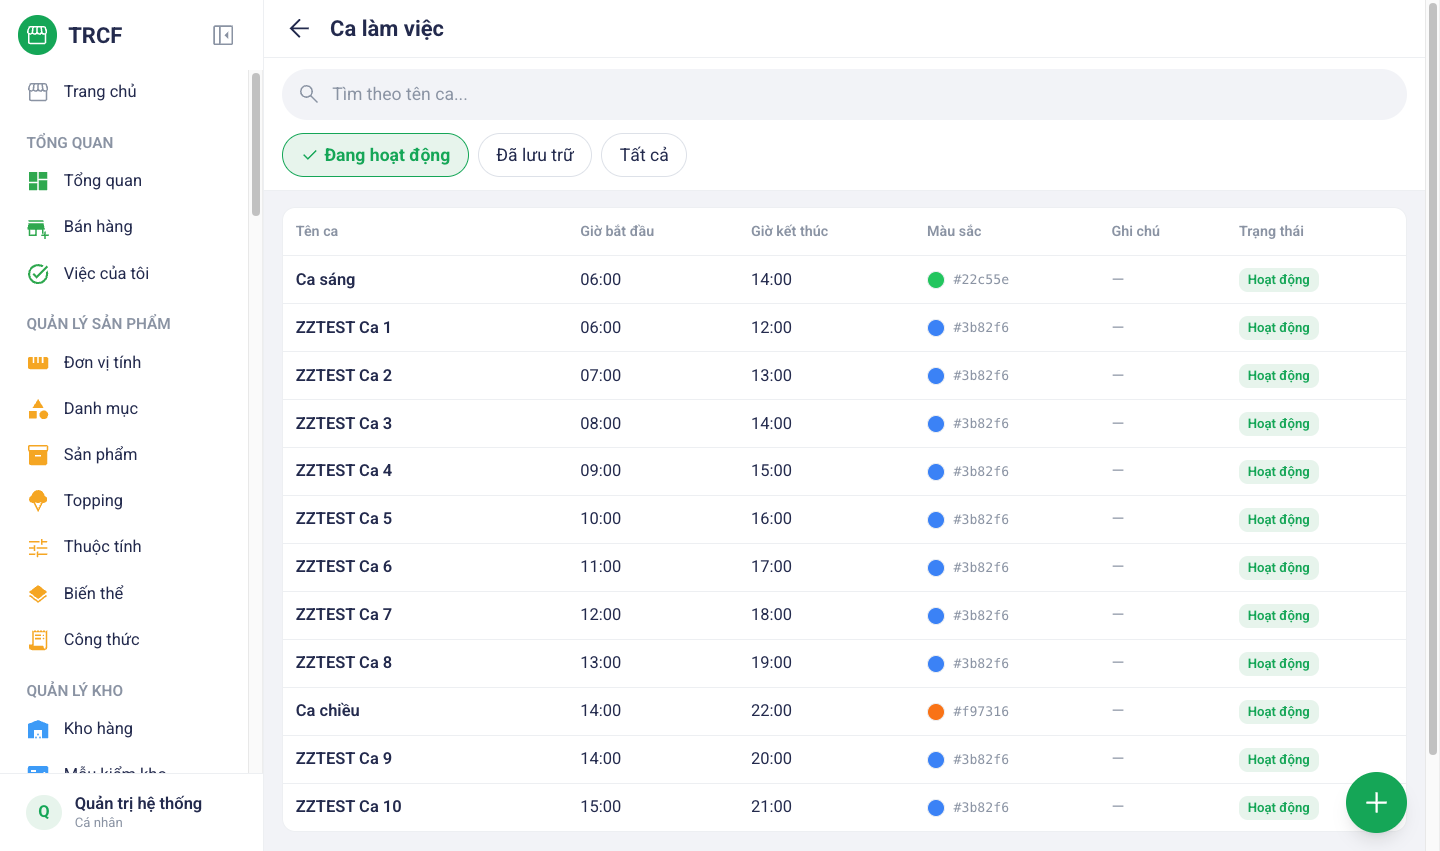 TRCF
Trang chủ
TỔNG QUAN
Tổng quan
Bán hàng
Việc của tôi
QUẢN LÝ SẢN PHẨM
Đơn vị tính
Danh mục
Sản phẩm
Topping
Thuộc tính
Biến thể
Công thức
QUẢN LÝ KHO
Kho hàng
Mẫu kiểm kho
Q
Quản trị hệ thống
Cá nhân
Ca làm việc
Tìm theo tên ca...
Đang hoạt động Đã lưu trữ Tất cả
Tên ca Giờ bắt đầu Giờ kết thúc Màu sắc Ghi chú Trạng thái
Ca sáng 06:00 14:00 #22c55e — Hoạt động
ZZTEST Ca 1 06:00 12:00 #3b82f6 — Hoạt động
ZZTEST Ca 2 07:00 13:00 #3b82f6 — Hoạt động
ZZTEST Ca 3 08:00 14:00 #3b82f6 — Hoạt động
ZZTEST Ca 4 09:00 15:00 #3b82f6 — Hoạt động
ZZTEST Ca 5 10:00 16:00 #3b82f6 — Hoạt động
ZZTEST Ca 6 11:00 17:00 #3b82f6 — Hoạt động
ZZTEST Ca 7 12:00 18:00 #3b82f6 — Hoạt động
ZZTEST Ca 8 13:00 19:00 #3b82f6 — Hoạt động
Ca chiều 14:00 22:00 #f97316 — Hoạt động
ZZTEST Ca 9 14:00 20:00 #3b82f6 — Hoạt động
ZZTEST Ca 10 15:00 21:00 #3b82f6 — Hoạt động